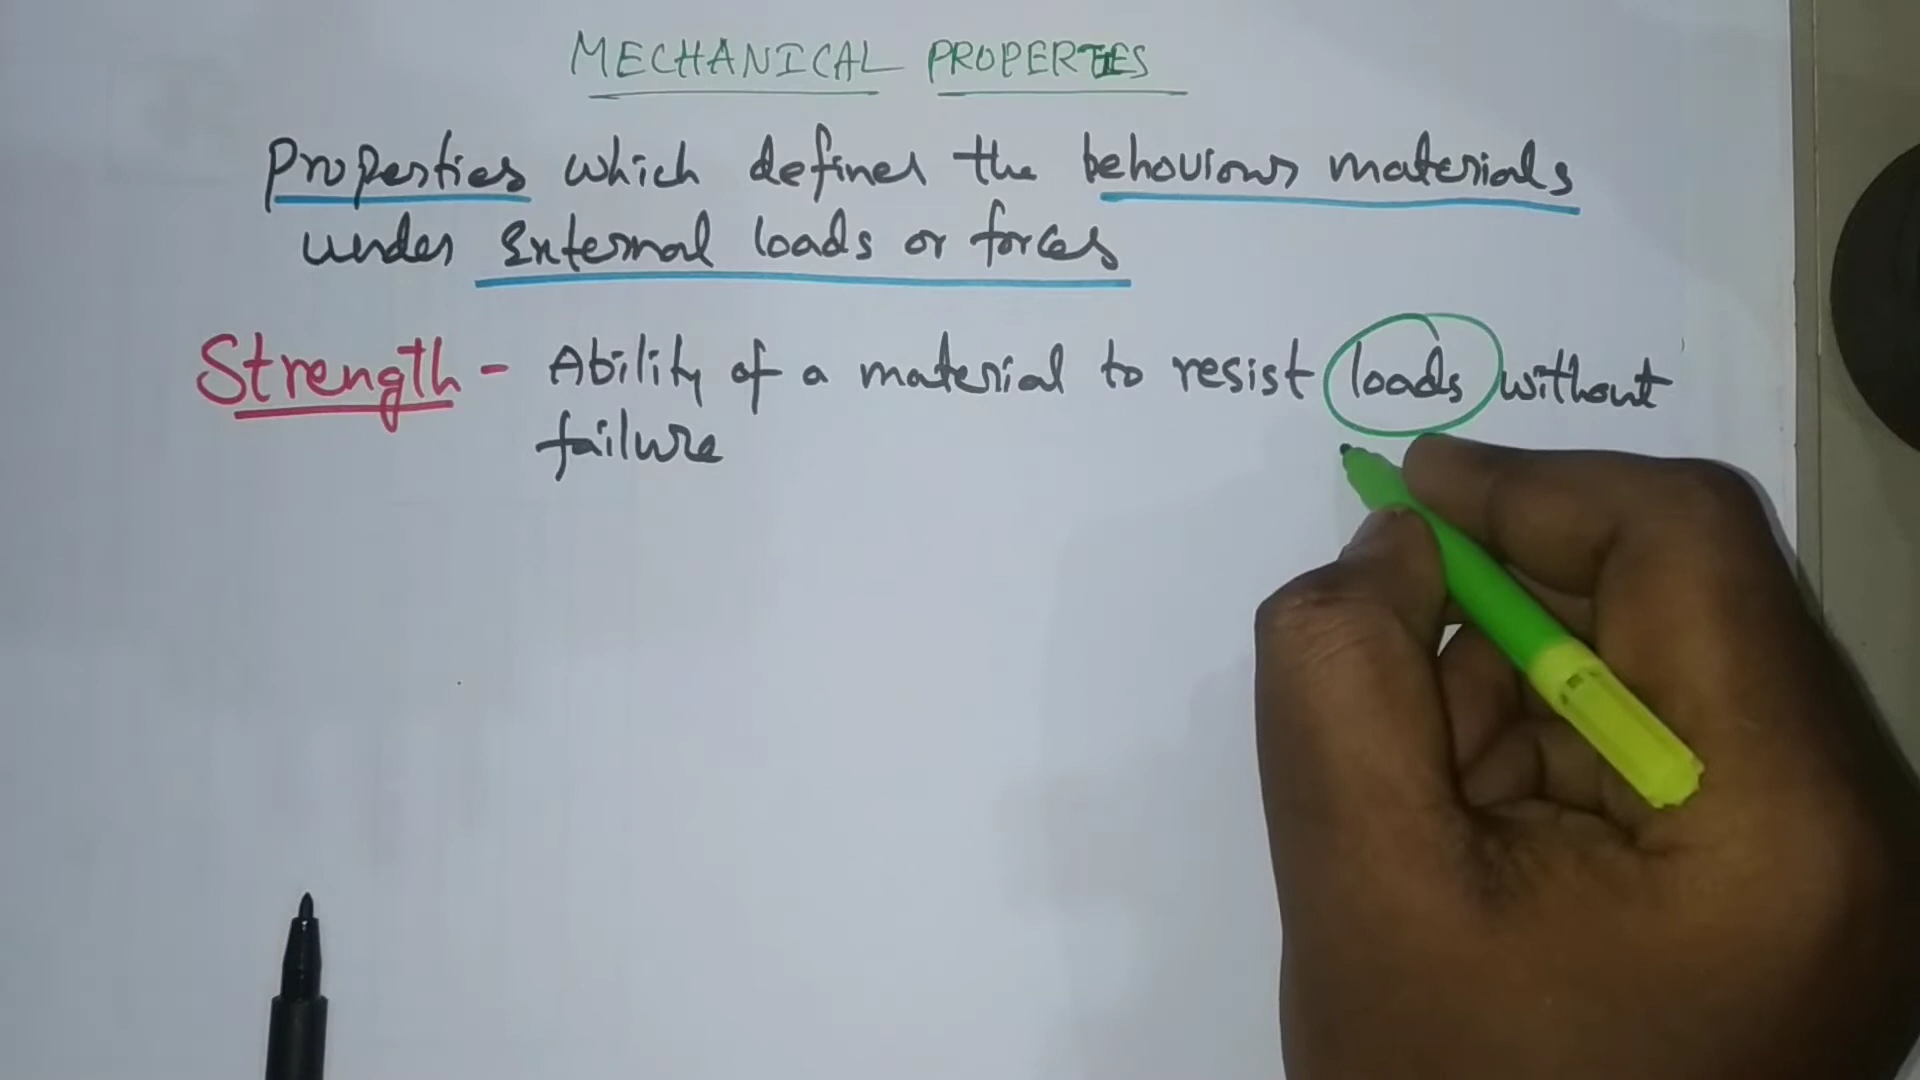 MECHANICAL PROPERTIES
Properties which defines the behaviour materials
under External loads or forces
Strength - Ability of a material to resist loads without
failure